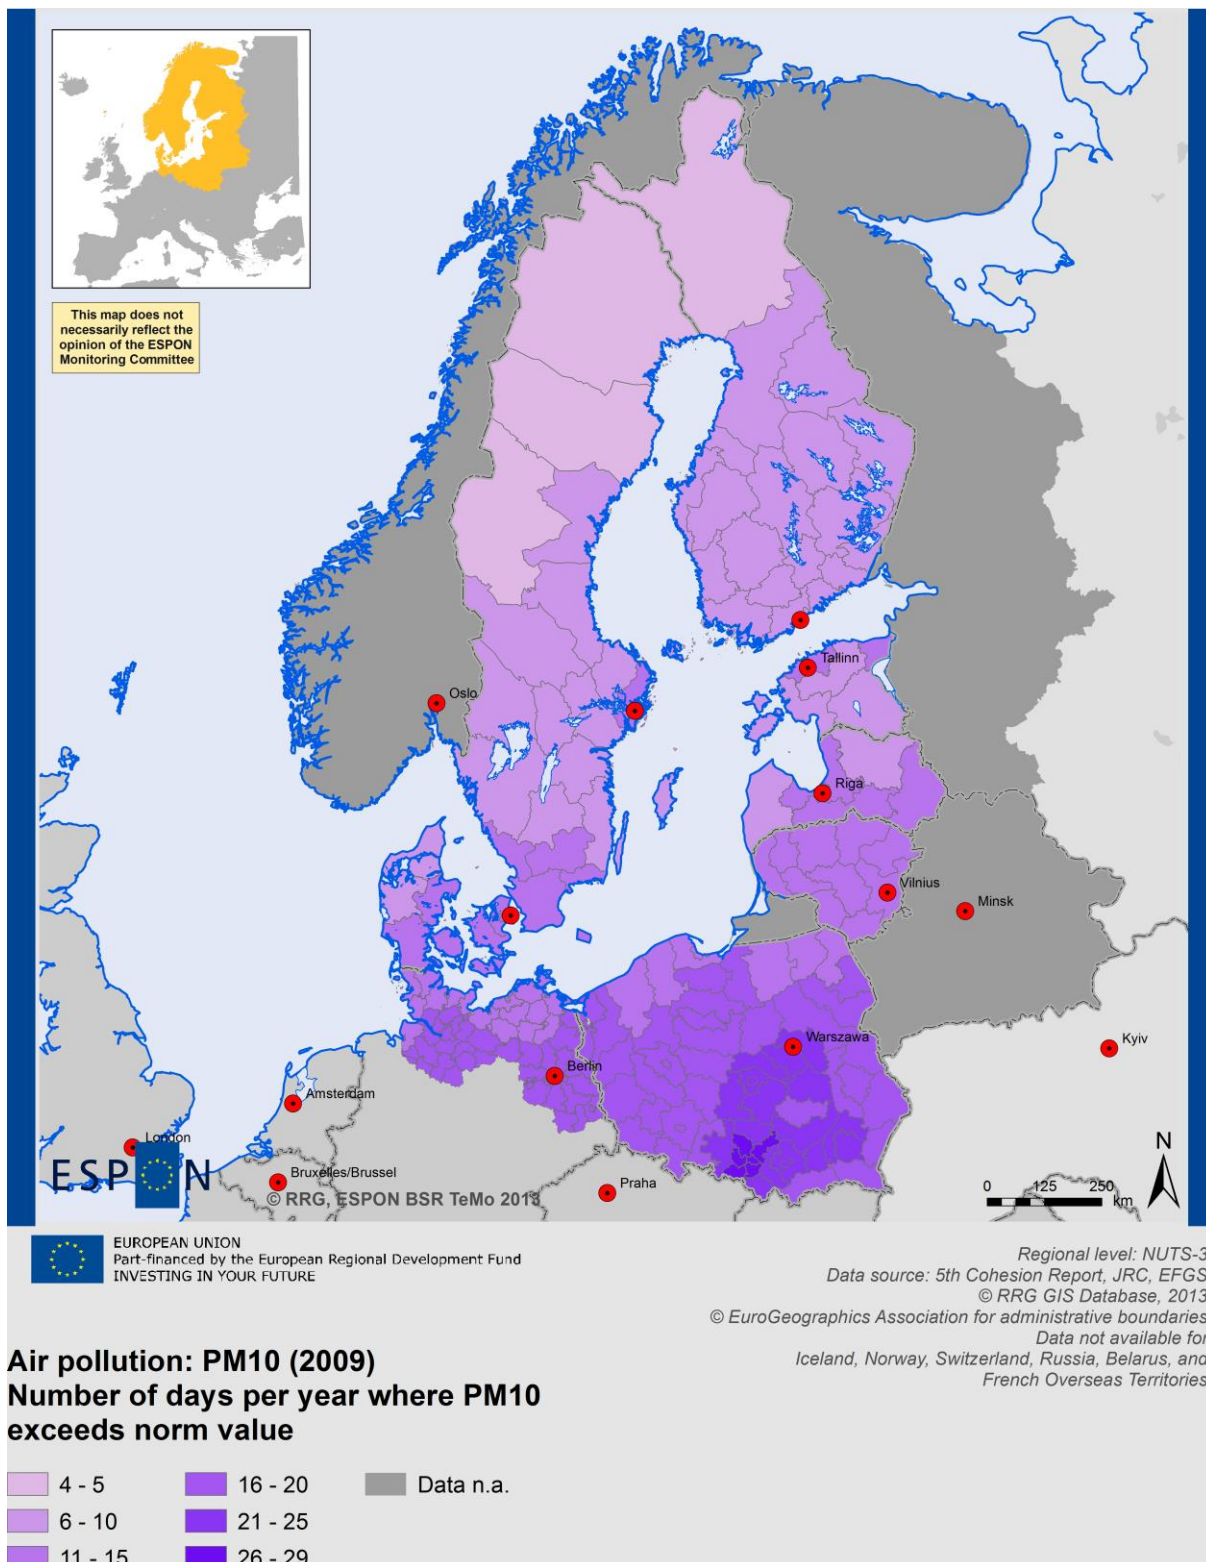 This map does not
necessarily reflect the
opinion of the ESPON
Monitoring Committee
Oslo
Tallinn
Riga
Vilnius
Minsk
Warszawa
Kyiv
Berlin
Amsterdam
London
Bruxelles/Brussel
Praha
ESPON
© RRG, ESPON BSR TeMo 2013
N
0 125 250
km
EUROPEAN UNION
Part-financed by the European Regional Development Fund
INVESTING IN YOUR FUTURE
Regional level: NUTS-3
Data source: 5th Cohesion Report, JRC, EFGS
© RRG GIS Database, 2013
© EuroGeographics Association for administrative boundaries
Data not available for
Iceland, Norway, Switzerland, Russia, Belarus, and
French Overseas Territories
Air pollution: PM10 (2009)
Number of days per year where PM10
exceeds norm value
4 - 5
6 - 10
11 - 15
16 - 20
21 - 25
26 - 29
Data n.a.